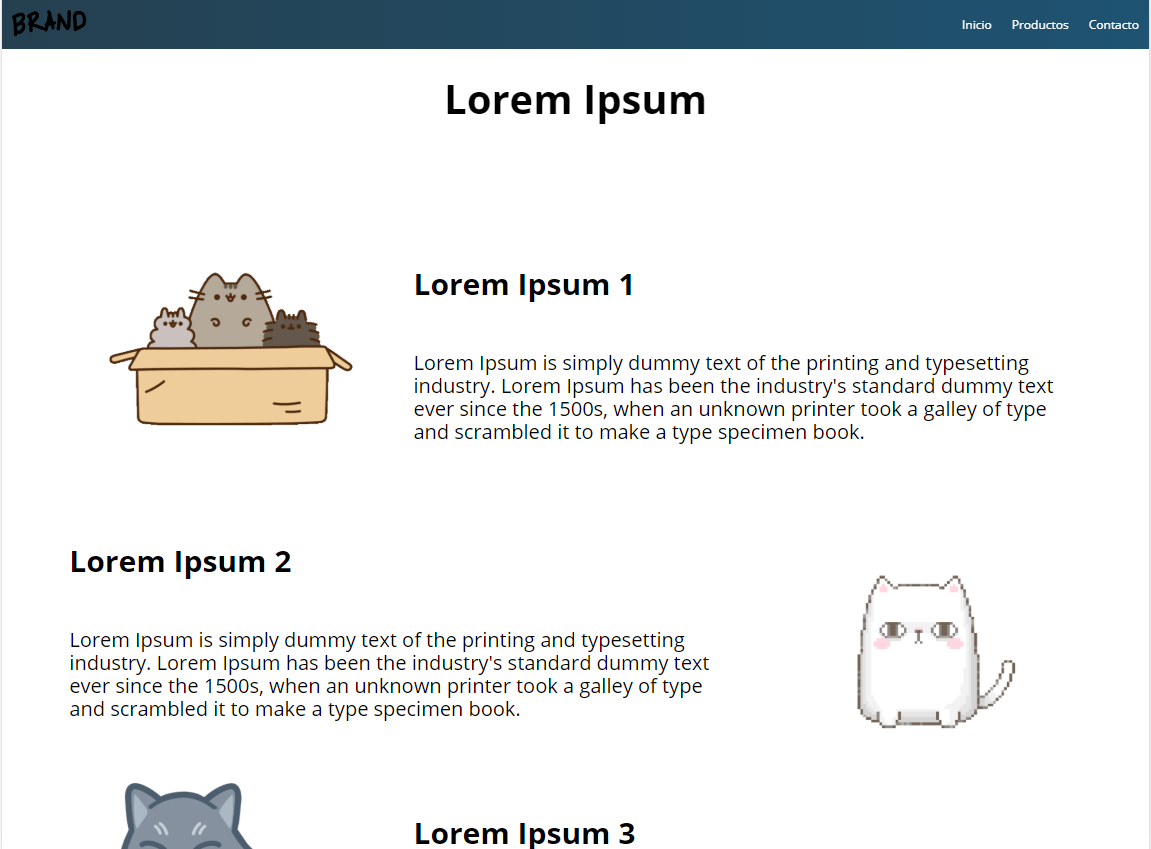 BRAND
Inicio Productos Contacto
Lorem Ipsum
Lorem Ipsum 1
Lorem Ipsum is simply dummy text of the printing and typesetting
industry. Lorem Ipsum has been the industry's standard dummy text
ever since the 1500s, when an unknown printer took a galley of type
and scrambled it to make a type specimen book.
Lorem Ipsum 2
Lorem Ipsum is simply dummy text of the printing and typesetting
industry. Lorem Ipsum has been the industry's standard dummy text
ever since the 1500s, when an unknown printer took a galley of type
and scrambled it to make a type specimen book.
Lorem Ipsum 3